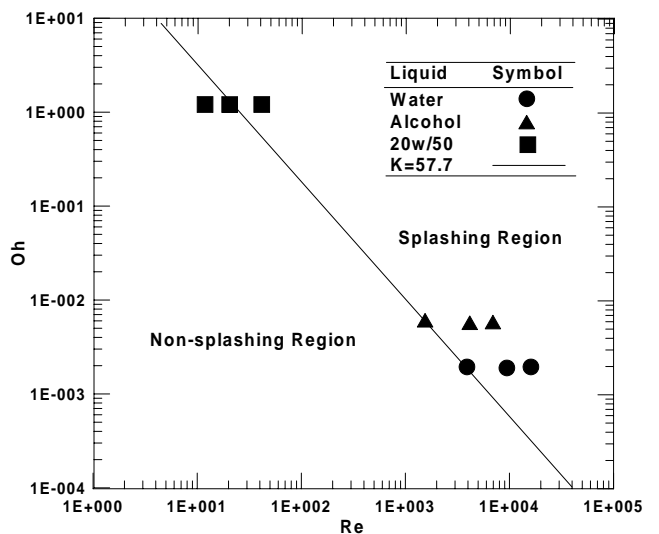 1E+001
1E+000
1E-001
1E-002
1E-003
1E-004
Oh
Liquid Symbol
Water
Alcohol
20w/50
K=57.7
Splashing Region
Non-splashing Region
1E+000 1E+001 1E+002 1E+003 1E+004 1E+005
Re